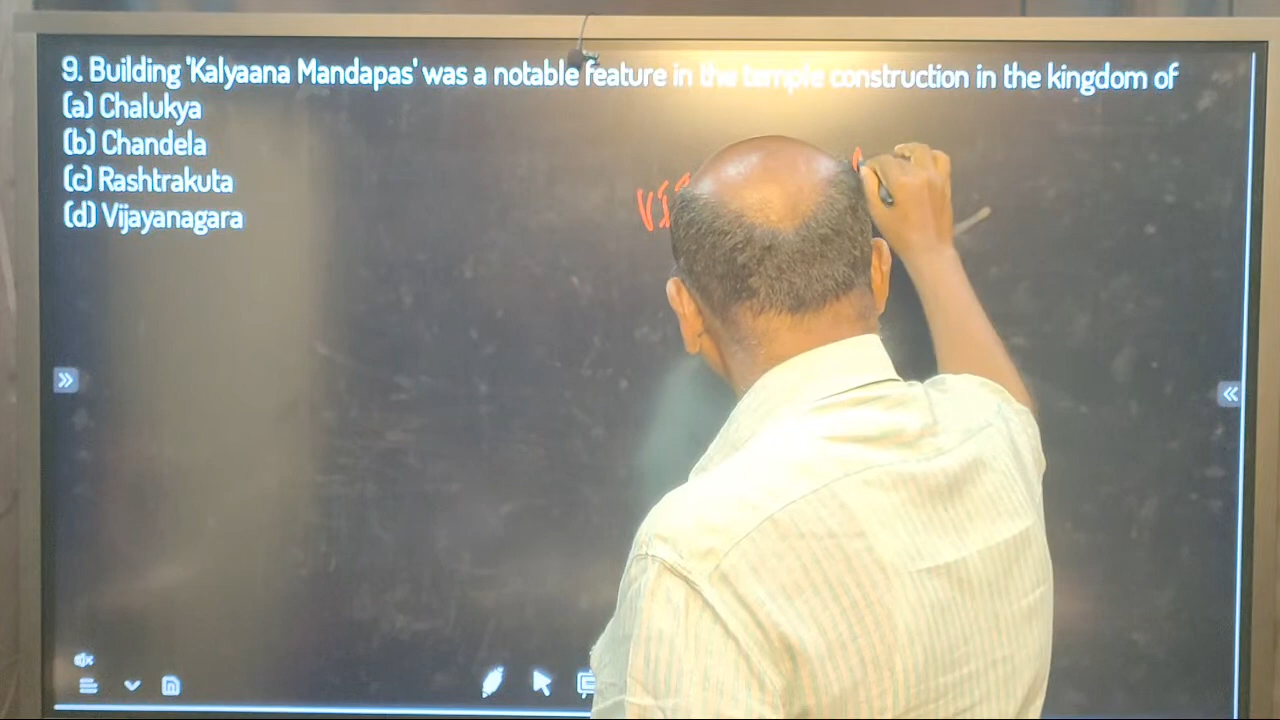 9. Building 'Kalyaana Mandapas' was a notable feature in the temple construction in the kingdom of
(a) Chalukya
(b) Chandela
(c) Rashtrakuta
(d) Vijayanagara